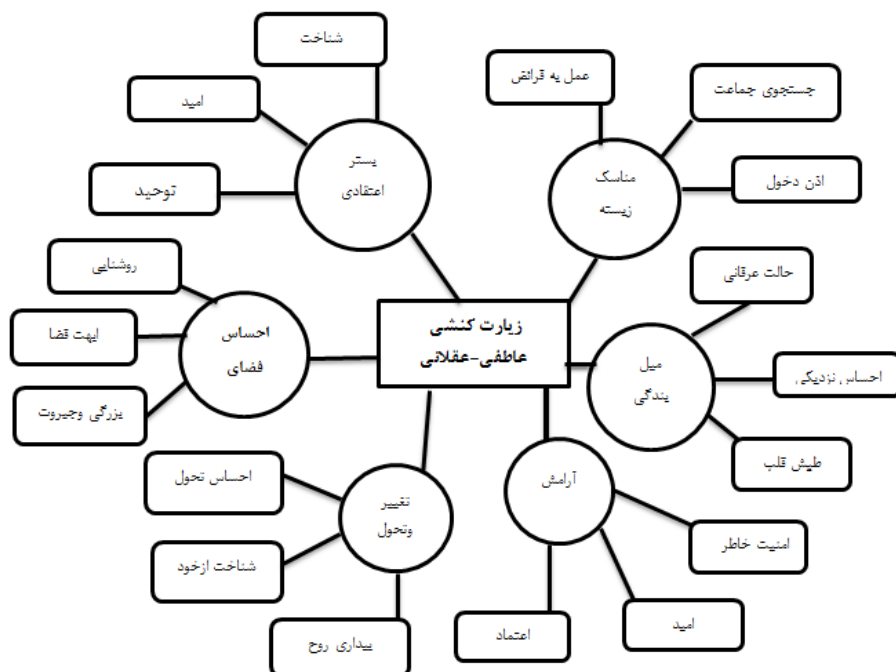 شناخت
امید
توحید
بستر
اعتقادی
عمل به فرائض
جستجوی جماعت
اذن دخول
مناسک
زیسته
روشنایی
ابهت فضا
بزرگی وجبروت
احساس
فضای
زیارت کنشی
عاطفی-عقلانی
حالت عرفانی
احساس نزدیکی
طپش قلب
میل
بندگی
احساس تحول
شناخت ازخود
بیداری روح
تغییر
وتحول
آرامش
امنیت خاطر
امید
اعتماد